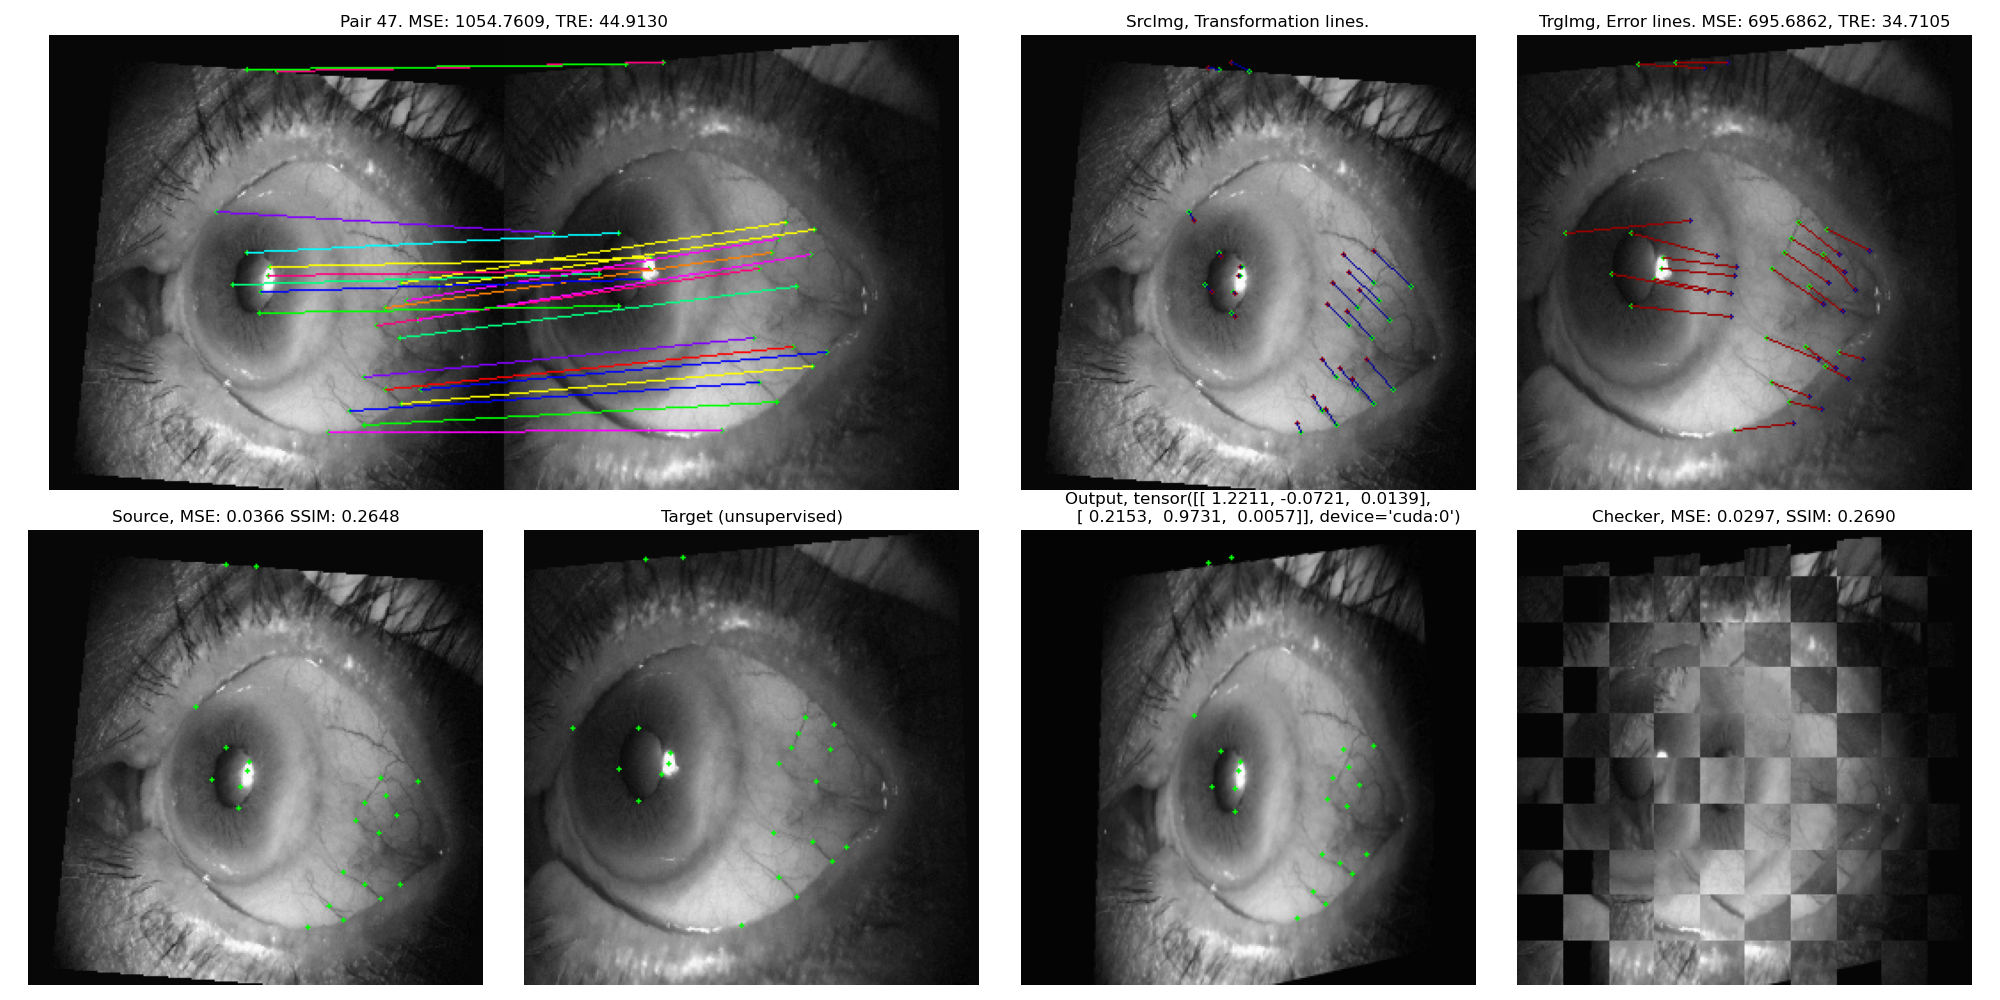 Pair 47. MSE: 1054.7609, TRE: 44.9130
SrcImg, Transformation lines.
TrgImg, Error lines. MSE: 695.6862, TRE: 34.7105
Source, MSE: 0.0366 SSIM: 0.2648
Target (unsupervised)
Output, tensor([[ 1.2211, -0.0721, 0.0139],
[ 0.2153, 0.9731, 0.0057]], device='cuda:0')
Checker, MSE: 0.0297, SSIM: 0.2690